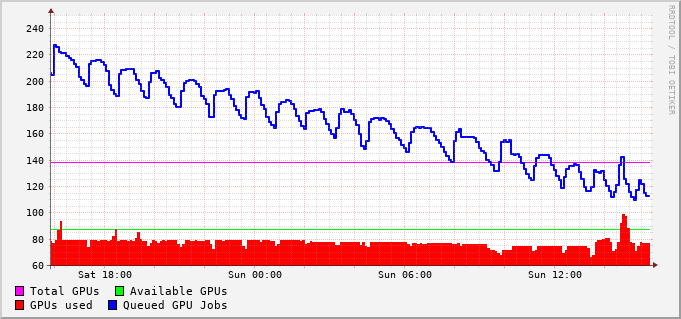 240
220
200
180
160
140
120
100
80
60
Sat 18:00 Sun 00:00 Sun 06:00 Sun 12:00
Total GPUs Available GPUs
GPUs used Queued GPU Jobs
RRDTOOL / TOBI OETIKER